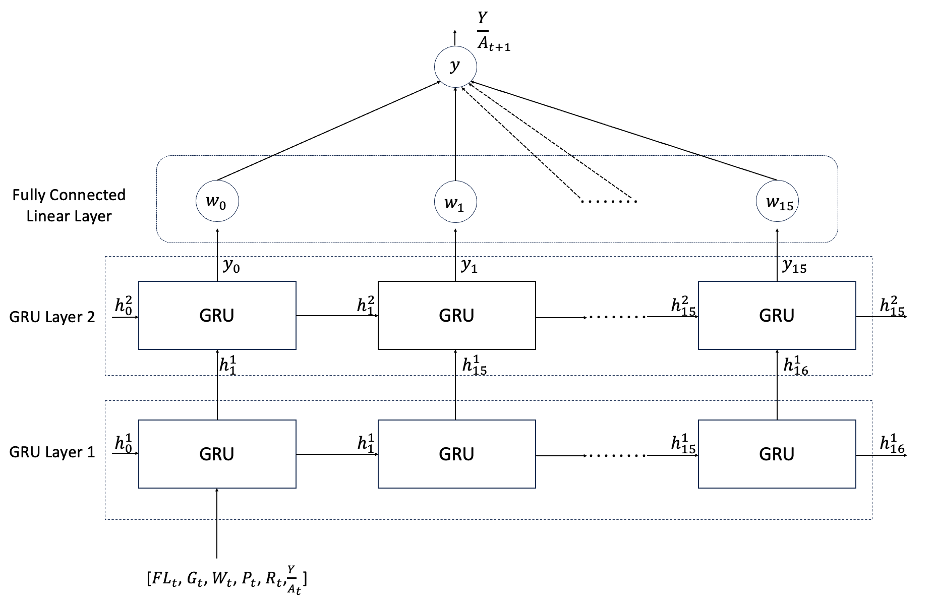 Y
A_{t+1}
y
Fully Connected
Linear Layer
w_0 w_1 ········ w_{15}
y_0 y_1 y_{15}
GRU Layer 2 h_0^2 GRU h_1^2 GRU ········ h_{15}^2 GRU h_{15}^2
h_1^1 h_{15}^1 h_{16}^1
GRU Layer 1 h_0^1 GRU h_1^1 GRU ········ h_{15}^1 GRU h_{16}^1
[FL_t, G_t, W_t, P_t, R_t, Y/A_t]